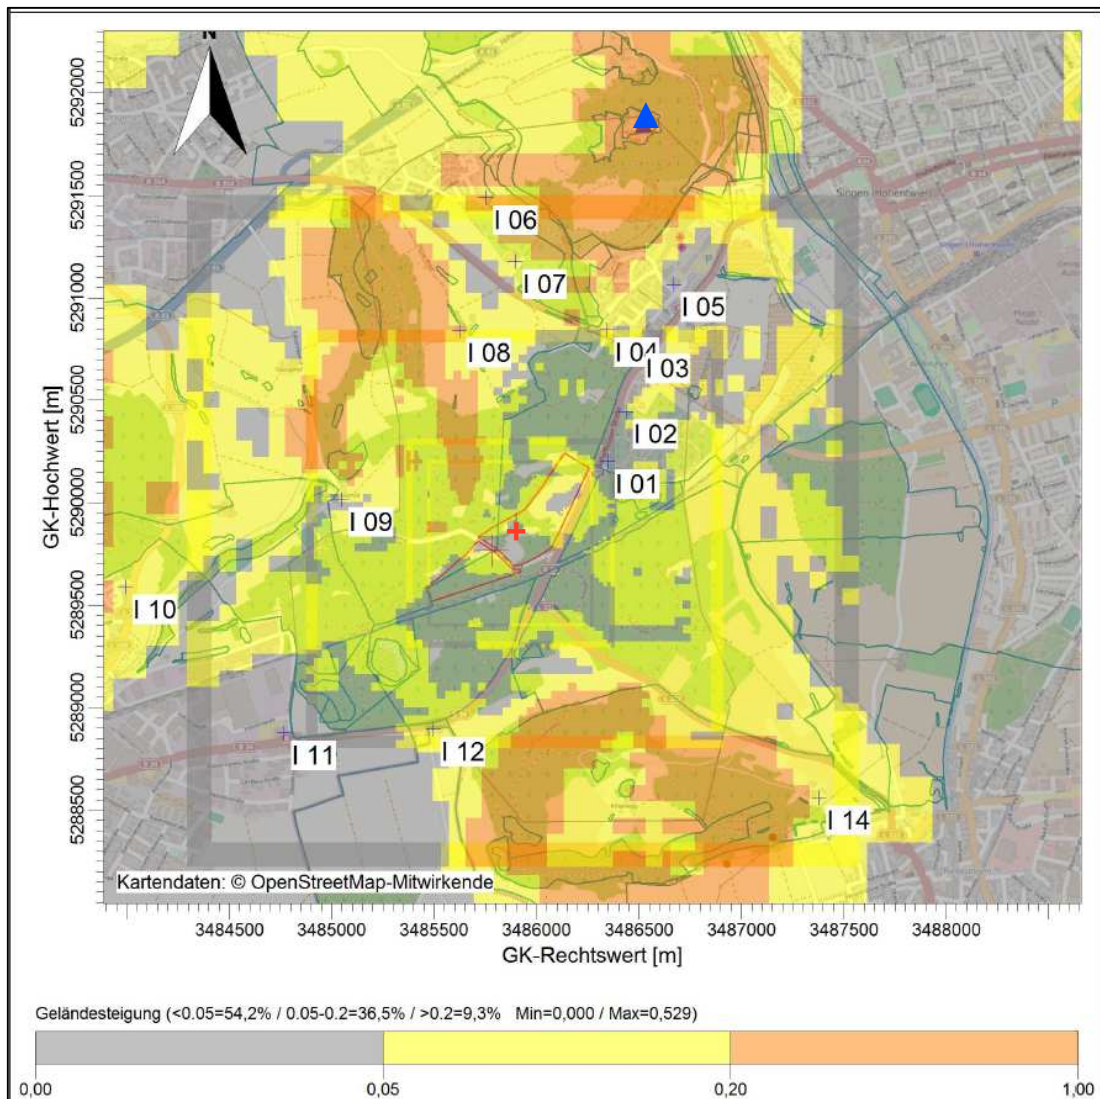 N
5292000
5291500
5291000
5290500
5290000
5289500
5289000
5288500
GK-Hochwert [m]
Singen (Hohentwiel)
I 06
I 07
I 05
I 08
I 04
I 03
I 02
I 01
I 09
I 10
I 11
I 12
I 14
Kartendaten: © OpenStreetMap-Mitwirkende
3484500 3485000 3485500 3486000 3486500 3487000 3487500 3488000
GK-Rechtswert [m]
Geländesteigung (<0.05=54,2% / 0.05-0.2=36,5% / >0.2=9,3% Min=0,000 / Max=0,529)
0,00 0,05 0,20 1,00